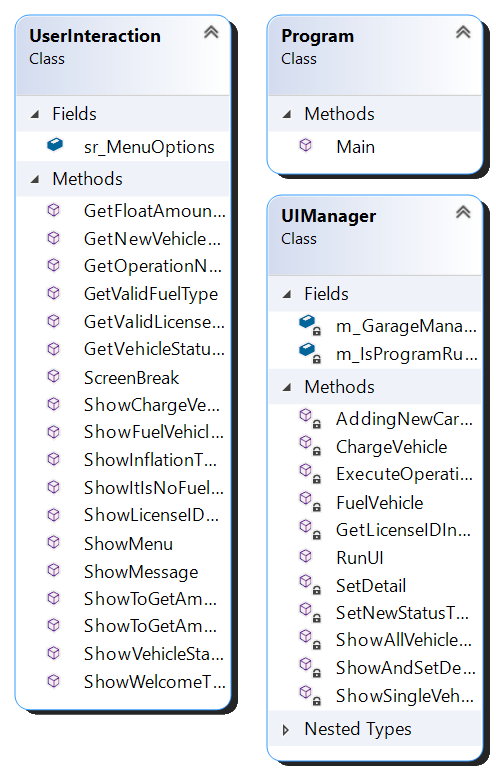 UserInteraction
Class
Fields
sr_MenuOptions
Methods
GetFloatAmoun...
GetNewVehicle...
GetOperationN...
GetValidFuelType
GetValidLicense...
GetVehicleStatu...
ScreenBreak
ShowChargeVe...
ShowFuelVehicl...
ShowInflationT...
ShowItIsNoFuel...
ShowLicenseID...
ShowMenu
ShowMessage
ShowToGetAm...
ShowToGetAm...
ShowVehicleSta...
ShowWelcomeT...
Program
Class
Methods
Main
UIManager
Class
Fields
m_GarageMana...
m_IsProgramRu...
Methods
AddingNewCar...
ChargeVehicle
ExecuteOperati...
FuelVehicle
GetLicenseIDIn...
RunUI
SetDetail
SetNewStatusT...
ShowAllVehicle...
ShowAndSetDe...
ShowSingleVeh...
Nested Types